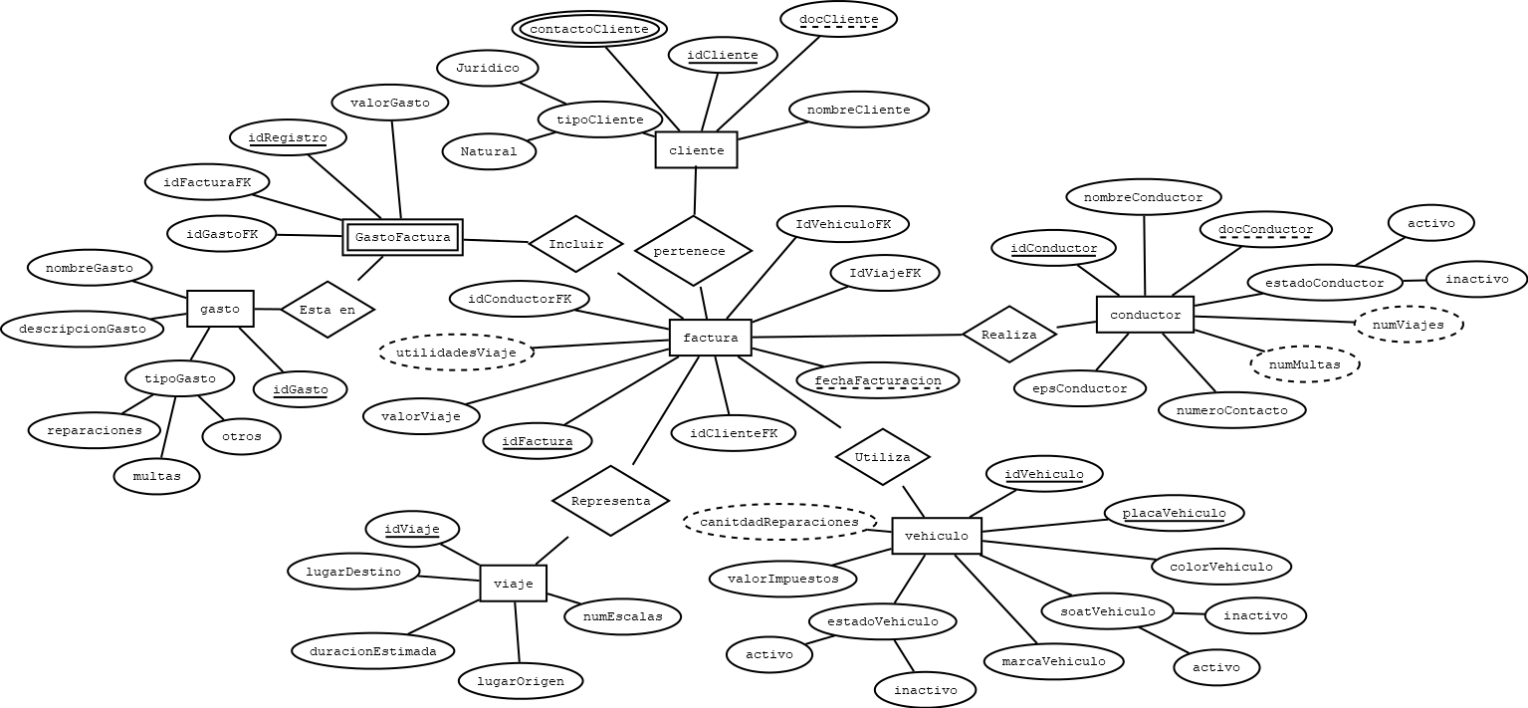 docCliente
contactoCliente
idCliente
Juridico
valorGasto
nombreCliente
tipoCliente
idRegistro
Natural
cliente
idFacturaFK
nombreConductor
IdVehiculoFK
activo
docConductor
idGastoFK
GastoFactura
Incluir
pertenece
idConductor
nombreGasto
IdViajeFK
estadoConductor
inactivo
idConductorFK
gasto
Esta en
conductor
descripcionGasto
numViajes
factura
Realiza
utilidadesViaje
numMultas
tipoGasto
fechaFacturacion
idGasto
epsConductor
numeroContacto
valorViaje
reparaciones
otros
idClienteFK
idFactura
Utiliza
multas
idVehiculo
Representa
placaVehiculo
canitdadReparaciones
idViaje
vehiculo
colorVehiculo
lugarDestino
viaje
valorImpuestos
soatVehiculo
inactivo
numEscalas
estadoVehiculo
duracionEstimada
activo
marcaVehiculo
activo
lugarOrigen
inactivo